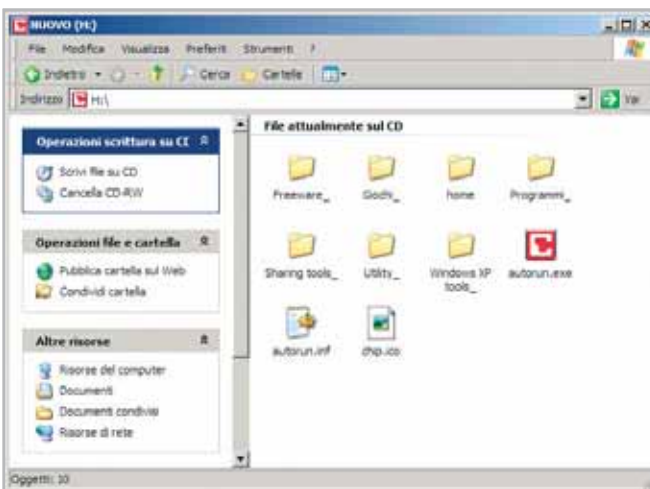 NUOVO (H:)
File Modifica Visualizza Preferiti Strumenti ?
Indietro Cerca Cartelle
Indirizzo H:\ Vai
Operazioni scrittura su CD
Scrivi file su CD
Cancella CD-RW
Operazioni file e cartella
Pubblica cartella sul Web
Condividi cartella
Altre risorse
Risorse del computer
Documenti
Documenti condivisi
Risorse di rete
File attualmente sul CD
Freeware_ Giochi_ home Programmi_
Sharing tools_ Utility_ Windows XP tools_ autorun.exe
autorun.inf chip.ico
Oggetti: 10